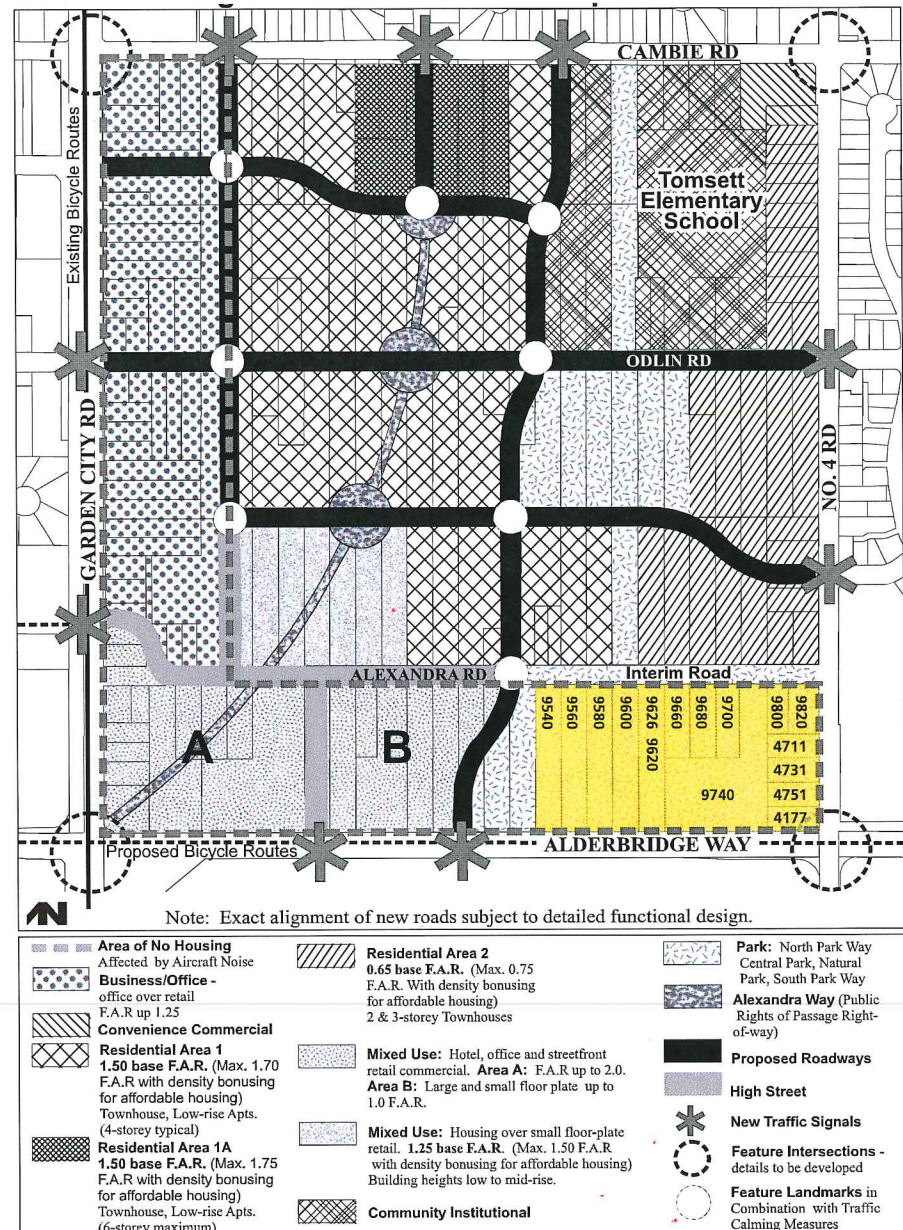 CAMBIE RD
Existing Bicycle Routes
Tomsett
Elementary
School
ODLIN RD
GARDEN CITY RD
NO. 4 RD
ALEXANDRA RD
Interim Road
A
B
9540
9560
9580
9600
9626
9620
9660
9680
9700
9740
9800
9820
4711
4731
4751
4177
Proposed Bicycle Routes
ALDERBRIDGE WAY
N
Note: Exact alignment of new roads subject to detailed functional design.
Area of No Housing
Affected by Aircraft Noise
Business/Office -
office over retail
F.A.R up 1.25
Convenience Commercial
Residential Area 1
1.50 base F.A.R. (Max. 1.70
F.A.R with density bonusing
for affordable housing)
Townhouse, Low-rise Apts.
(4-storey typical)
Residential Area 1A
1.50 base F.A.R. (Max. 1.75
F.A.R with density bonusing
for affordable housing)
Townhouse, Low-rise Apts.
(6-storey maximum)
Residential Area 2
0.65 base F.A.R. (Max. 0.75
F.A.R. With density bonusing
for affordable housing)
2 & 3-storey Townhouses
Mixed Use: Hotel, office and streetfront
retail commercial. Area A: F.A.R up to 2.0.
Area B: Large and small floor plate up to
1.0 F.A.R.
Mixed Use: Housing over small floor-plate
retail. 1.25 base F.A.R. (Max. 1.50 F.A.R
with density bonusing for affordable housing)
Building heights low to mid-rise.
Community Institutional
Park: North Park Way
Central Park, Natural
Park, South Park Way
Alexandra Way (Public
Rights of Passage Right-
of-way)
Proposed Roadways
High Street
New Traffic Signals
Feature Intersections -
details to be developed
Feature Landmarks in
Combination with Traffic
Calming Measures